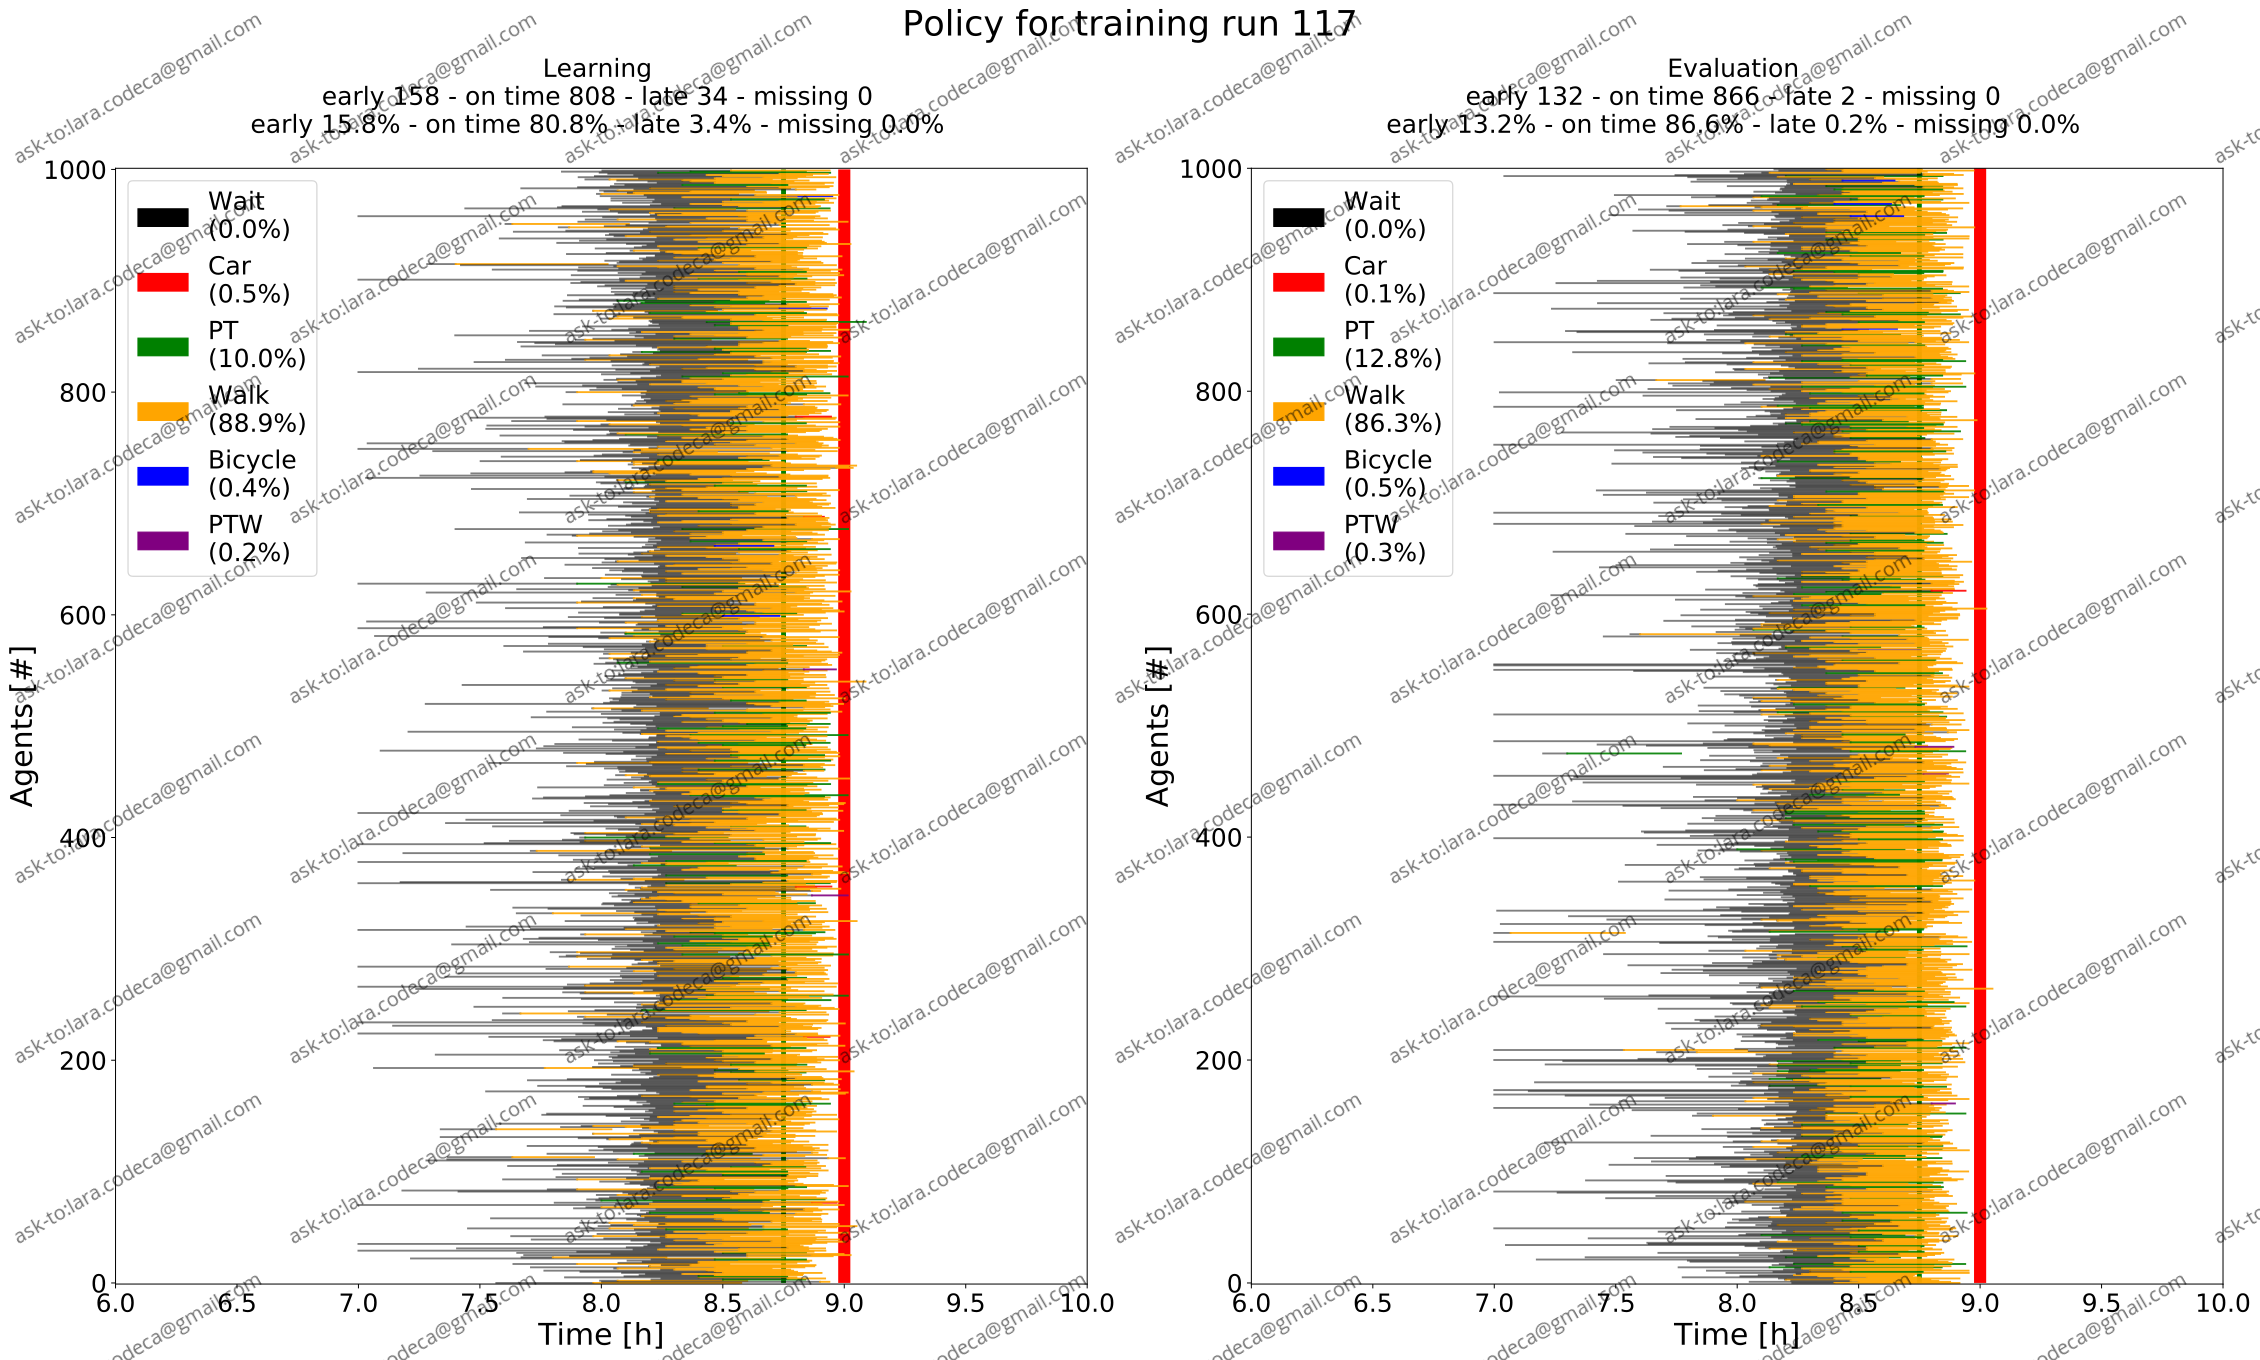 Policy for training run 117
Learning
early 158 - on time 808 - late 34 - missing 0
early 15.8% - on time 80.8% - late 3.4% - missing 0.0%
1000
800
600
400
200
0
Agents [#]
Wait
(0.0%)
Car
(0.5%)
PT
(10.0%)
Walk
(88.9%)
Bicycle
(0.4%)
PTW
(0.2%)
6.0 6.5 7.0 7.5 8.0 8.5 9.0 9.5 10.0
Time [h]
Evaluation
early 132 - on time 866 - late 2 - missing 0
early 13.2% - on time 86.6% - late 0.2% - missing 0.0%
1000
800
600
400
200
0
Agents [#]
Wait
(0.0%)
Car
(0.1%)
PT
(12.8%)
Walk
(86.3%)
Bicycle
(0.5%)
PTW
(0.3%)
6.0 6.5 7.0 7.5 8.0 8.5 9.0 9.5 10.0
Time [h]
ask-to:lara.codeca@gmail.com